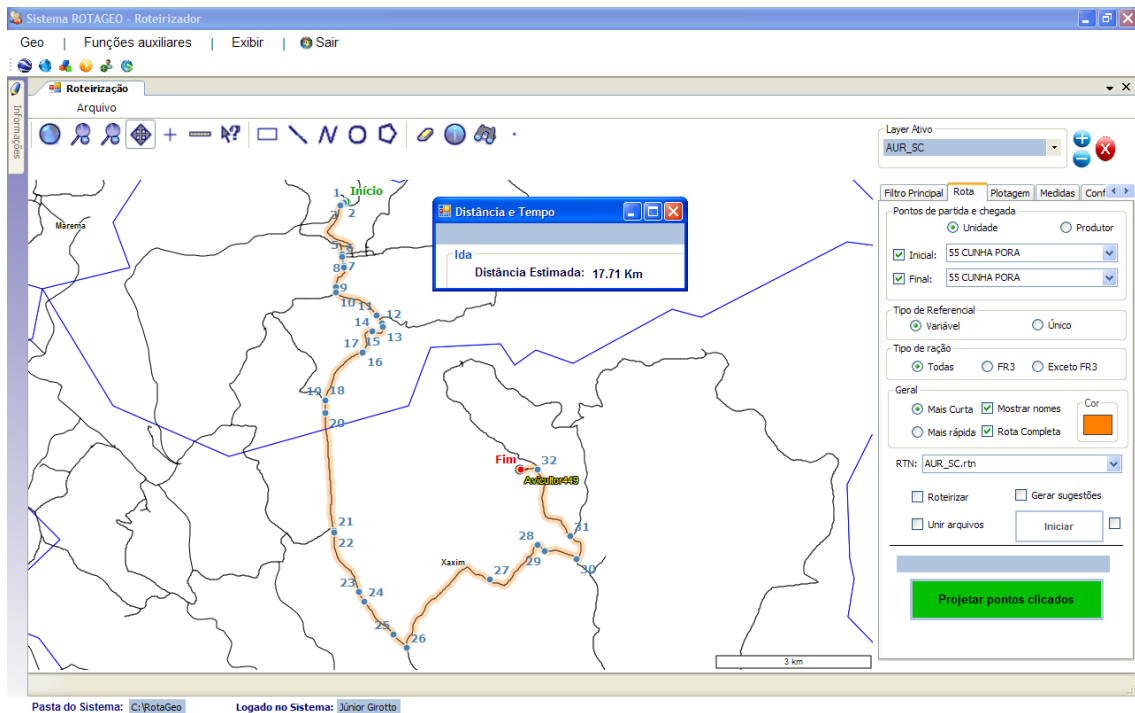 Sistema ROTAGEO - Roteirizador
Geo | Funções auxiliares | Exibir | Sair
Roteirização
Arquivo
Informações
Layer Ativo
AUR_SC
Filtro Principal Rota Plotagem Medidas Conf
Pontos de partida e chegada
Unidade Produtor
Inicial: 55 CUNHA PORA
Final: 55 CUNHA PORA
Tipo de Referencial
Variável Único
Tipo de ração
Todas FR3 Exceto FR3
Geral
Mais Curta Mostrar nomes Cor
Mais rápida Rota Completa
RTN: AUR_SC.rtn
Roteirizar Gerar sugestões
Unir arquivos Iniciar
Projetar pontos clicados
Distância e Tempo
Ida
Distância Estimada: 17.71 Km
Marema
1 Início
2
3
5
8 7
9
10 11
12
14
15 13
17
16
19 18
20
21
22
23
24
25
26
Xaxim
27
28
29
30
31
Fim 32
Avicultor449
3 km
Pasta do Sistema: C:\RotaGeo Logado no Sistema: Júnior Girotto